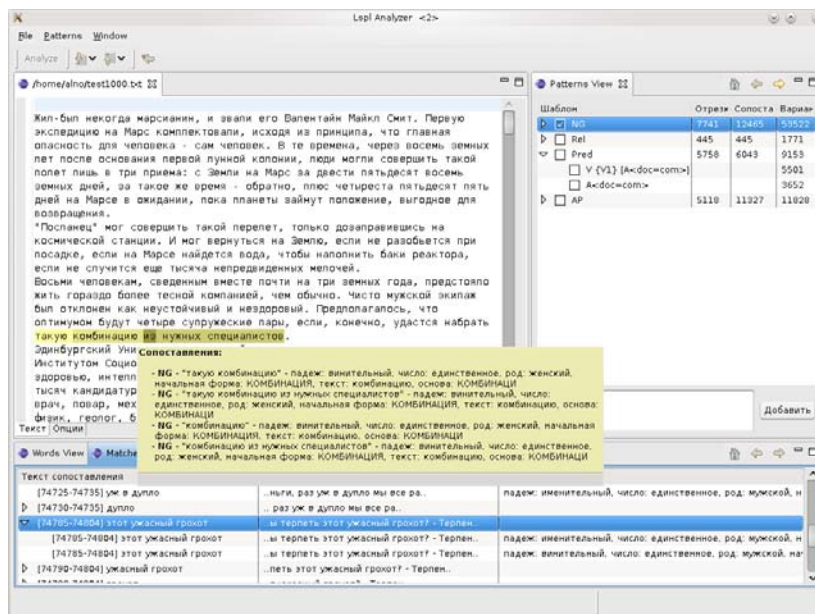 Lspl Analyzer <2>
File Patterns Window
Analyze
/home/alno/test1000.txt
Жил-был некогда марсианин, и звали его Валентайн Майкл Смит. Первую
экспедицию на Марс комплектовали, исходя из принципа, что главная
опасность для человека - сам человек. В те времена, через восемь земных
лет после основания первой лунной колонии, люди могли совершить такой
полет лишь в три приема: с Земли на Марс за двести пятьдесят восемь
земных дней, за такое же время - обратно, плюс четыреста пятьдесят пять
дней на Марсе в ожидании, пока планеты займут положение, выгодное для
возвращения.
"Посланец" мог совершить такой перелет, только дозаправившись на
космической станции. И мог вернуться на Землю, если не разобьется при
посадке, если на Марсе найдется вода, чтобы наполнить баки реактора,
если не случится еще тысяча непредвиденных мелочей.
Восьми человекам, сведенным вместе почти на три земных года, предстояло
жить гораздо более тесной компанией, чем обычно. Чисто мужской экипаж
был отклонен как неустойчивый и нездоровый. Предполагалось, что
оптимумом будут четыре супружеские пары, если, конечно, удастся набрать
такую комбинацию из нужных специалистов.
Эдинбургский Уни
Институтом Социо
здоровью, интелл
тысяч кандидатур
врач, повар, мех
физик, геолог, б
Текст Опции
Сопоставления:
- NG - "такую комбинацию" - падеж: винительный, число: единственное, род: женский,
начальная форма: КОМБИНАЦИЯ, текст: комбинацию, основа: КОМБИНАЦИ
- NG - "такую комбинацию из нужных специалистов" - падеж: винительный, число:
единственное, род: женский, начальная форма: КОМБИНАЦИЯ, текст: комбинацию, основа:
КОМБИНАЦИ
- NG - "комбинацию" - падеж: винительный, число: единственное, род: женский, начальная
форма: КОМБИНАЦИЯ, текст: комбинацию, основа: КОМБИНАЦИ
- NG - "комбинацию из нужных специалистов" - падеж: винительный, число: единственное,
род: женский, начальная форма: КОМБИНАЦИЯ, текст: комбинацию, основа: КОМБИНАЦИ
Patterns View
Шаблон Отрезк Сопоста Вариан
NG 7741 12465 59522
Rel 445 445 1771
Pred 5758 6043 9153
V {V1} [A<doc=com>] 5501
A<doc=com> 3652
AP 5118 11327 11828
Добавить
Words View Matche
Текст сопоставления
[74725-74735] уж в дупло ..ньги, раз уж в дупло мы все ра.. падеж: именительный, число: единственное, род: мужской, н
[74730-74735] дупло .. раз уж в дупло мы все ра..
[74785-74804] этот ужасный грохот ..ы терпеть этот ужасный грохот? - Терпен..
[74785-74804] этот ужасный грохот ..ы терпеть этот ужасный грохот? - Терпен.. падеж: именительный, число: единственное, род: мужской, н
[74785-74804] этот ужасный грохот ..ы терпеть этот ужасный грохот? - Терпен.. падеж: винительный, число: единственное, род: мужской, нач
[74790-74804] ужасный грохот ..петь этот ужасный грохот? - Терпен..